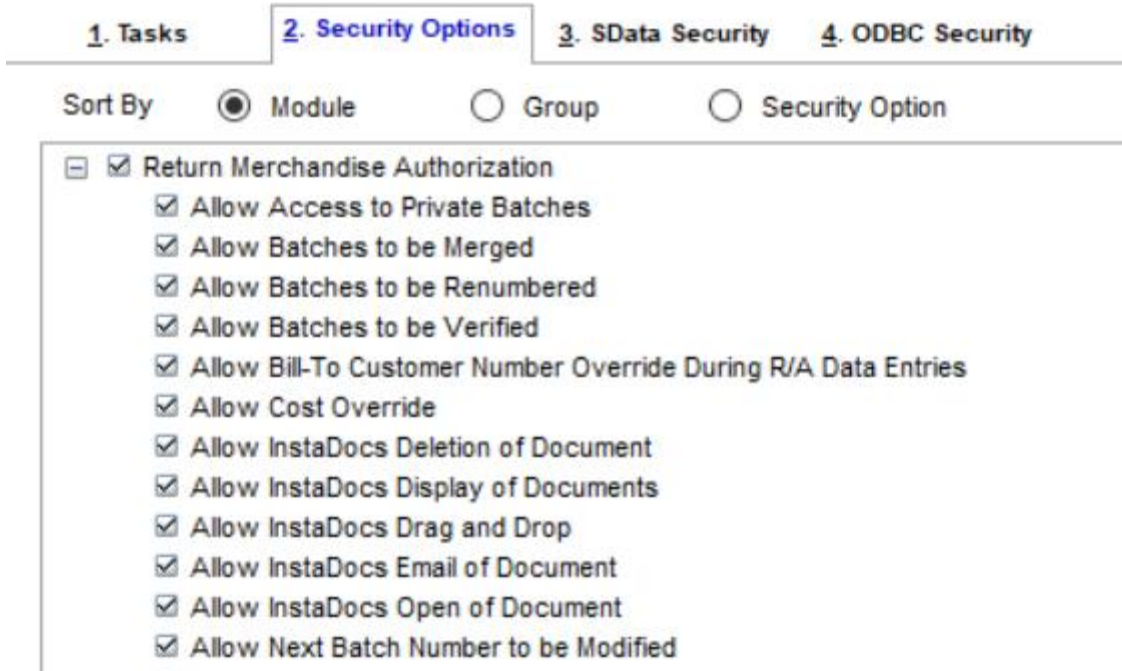 1. Tasks 2. Security Options 3. SData Security 4. ODBC Security
Sort By Module Group Security Option
Return Merchandise Authorization
Allow Access to Private Batches
Allow Batches to be Merged
Allow Batches to be Renumbered
Allow Batches to be Verified
Allow Bill-To Customer Number Override During R/A Data Entries
Allow Cost Override
Allow InstaDocs Deletion of Document
Allow InstaDocs Display of Documents
Allow InstaDocs Drag and Drop
Allow InstaDocs Email of Document
Allow InstaDocs Open of Document
Allow Next Batch Number to be Modified